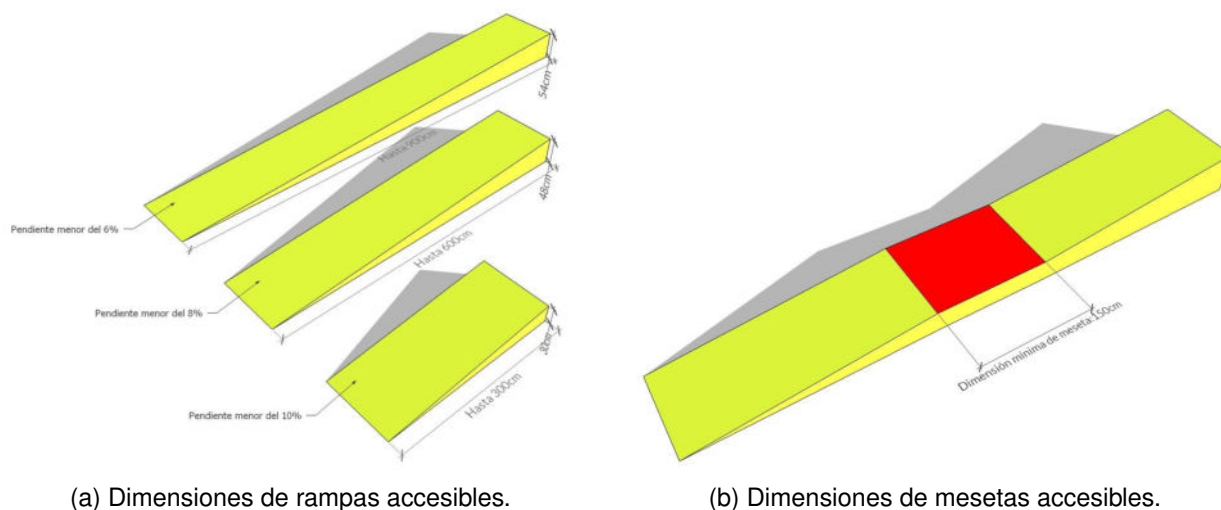 54cm
Hasta 900cm
Pendiente menor del 6%
48cm
Hasta 600cm
Pendiente menor del 8%
30cm
Hasta 300cm
Pendiente menor del 10%
Dimensión mínima de meseta:150cm
(a) Dimensiones de rampas accesibles.
(b) Dimensiones de mesetas accesibles.